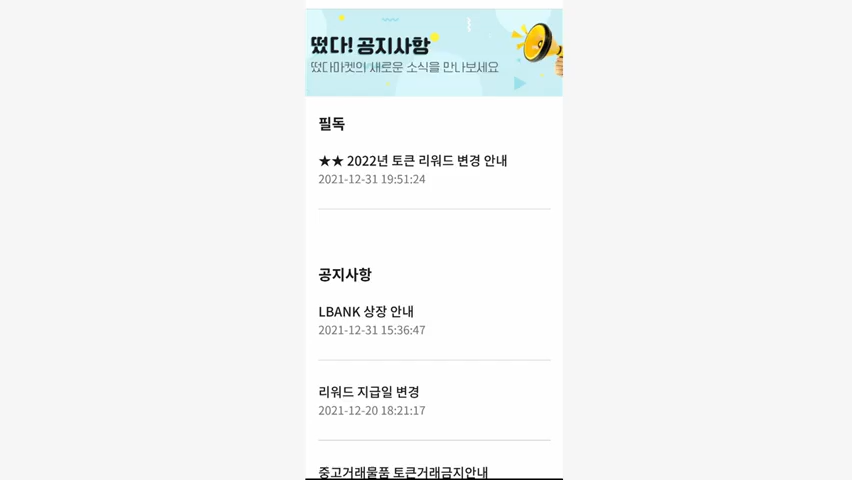 떴다! 공지사항
떴다마켓의 새로운 소식을 만나보세요
필독
★★ 2022년 토큰 리워드 변경 안내
2021-12-31 19:51:24
공지사항
LBANK 상장 안내
2021-12-31 15:36:47
리워드 지급일 변경
2021-12-20 18:21:17
중고거래물품 토큰거래금지안내